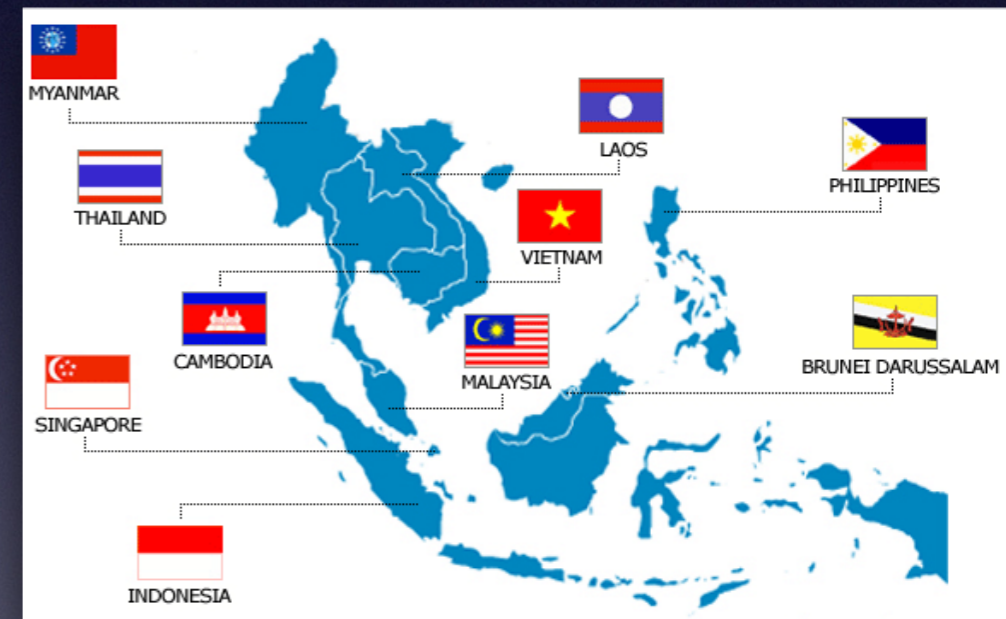 MYANMAR
LAOS
PHILIPPINES
THAILAND
VIETNAM
CAMBODIA
MALAYSIA
BRUNEI DARUSSALAM
SINGAPORE
INDONESIA